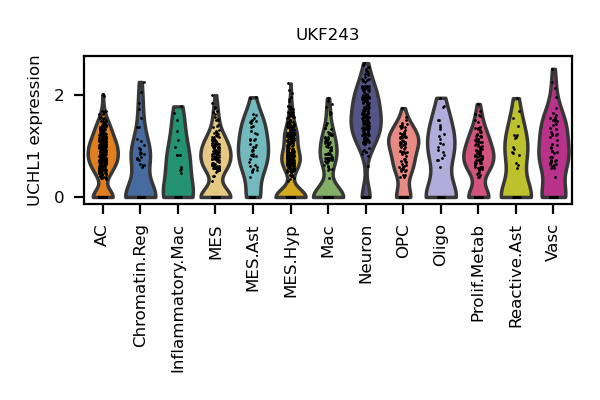 UKF243
UCHL1 expression
2
0
AC
Chromatin.Reg
Inflammatory.Mac
MES
MES.Ast
MES.Hyp
Mac
Neuron
OPC
Oligo
Prolif.Metab
Reactive.Ast
Vasc